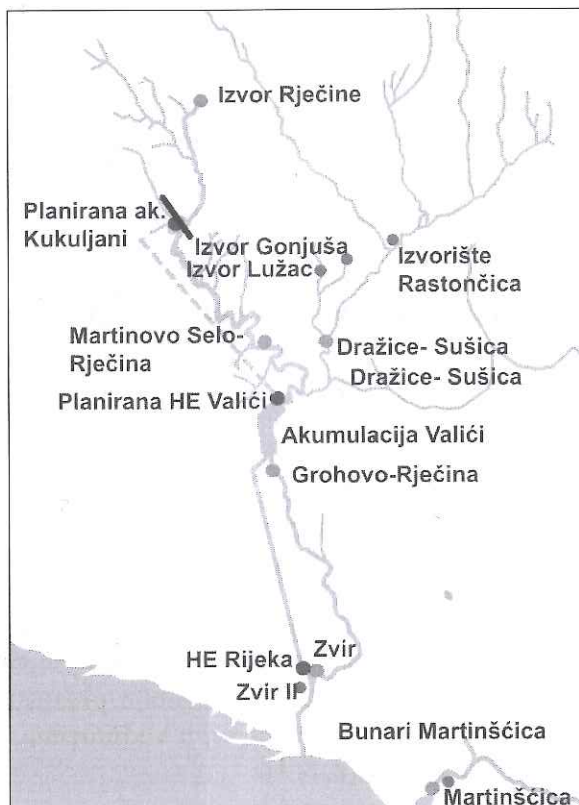 Izvor Rječine
Planirana ak.
Kukuljani
Izvor Gonjuša
Izvor Lužac
Izvorište
Rastončica
Martinovo Selo-
Rječina
Dražice- Sušica
Dražice- Sušica
Planirana HE Valići
Akumulacija Valići
Grohovo-Rječina
HE Rijeka
Zvir
Zvir II
Bunari Martinšćica
Martinšćica